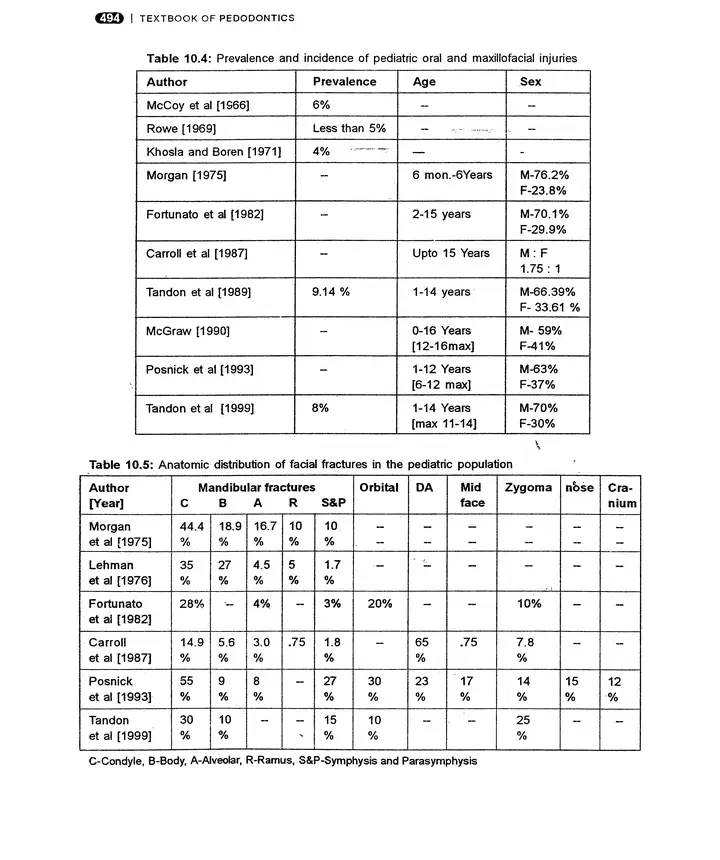 494 | TEXTBOOK OF PEDODONTICS
Table 10.4: Prevalence and incidence of pediatric oral and maxillofacial injuries
Author Prevalence Age Sex
McCoy et al [1966] 6% – –
Rowe [1969] Less than 5% – –
Khosla and Boren [1971] 4% — -
Morgan [1975] – 6 mon.-6Years M-76.2%
F-23.8%
Fortunato et al [1982] – 2-15 years M-70.1%
F-29.9%
Carroll et al [1987] – Upto 15 Years M : F
1.75 : 1
Tandon et al [1989] 9.14 % 1-14 years M-66.39%
F- 33.61 %
McGraw [1990] – 0-16 Years M- 59%
[12-16max] F-41%
Posnick et al [1993] – 1-12 Years M-63%
[6-12 max] F-37%
Tandon et al [1999] 8% 1-14 Years M-70%
[max 11-14] F-30%
Table 10.5: Anatomic distribution of facial fractures in the pediatric population
Author Mandibular fractures Orbital DA Mid Zygoma nose Cra-
[Year] C B A R S&P face nium
Morgan 44.4 18.9 16.7 10 10 – – – – – –
et al [1975] % % % % % – – – – – –
Lehman 35 27 4.5 5 1.7 – – – – – –
et al [1976] % % % % %
Fortunato 28% – 4% – 3% 20% – – 10% – –
et al [1982]
Carroll 14.9 5.6 3.0 .75 1.8 – 65 .75 7.8 – –
et al [1987] % % % % % %
Posnick 55 9 8 – 27 30 23 17 14 15 12
et al [1993] % % % % % % % % % %
Tandon 30 10 – – 15 10 – – 25 – –
et al [1999] % % % % %
C-Condyle, B-Body, A-Alveolar, R-Ramus, S&P-Symphysis and Parasymphysis